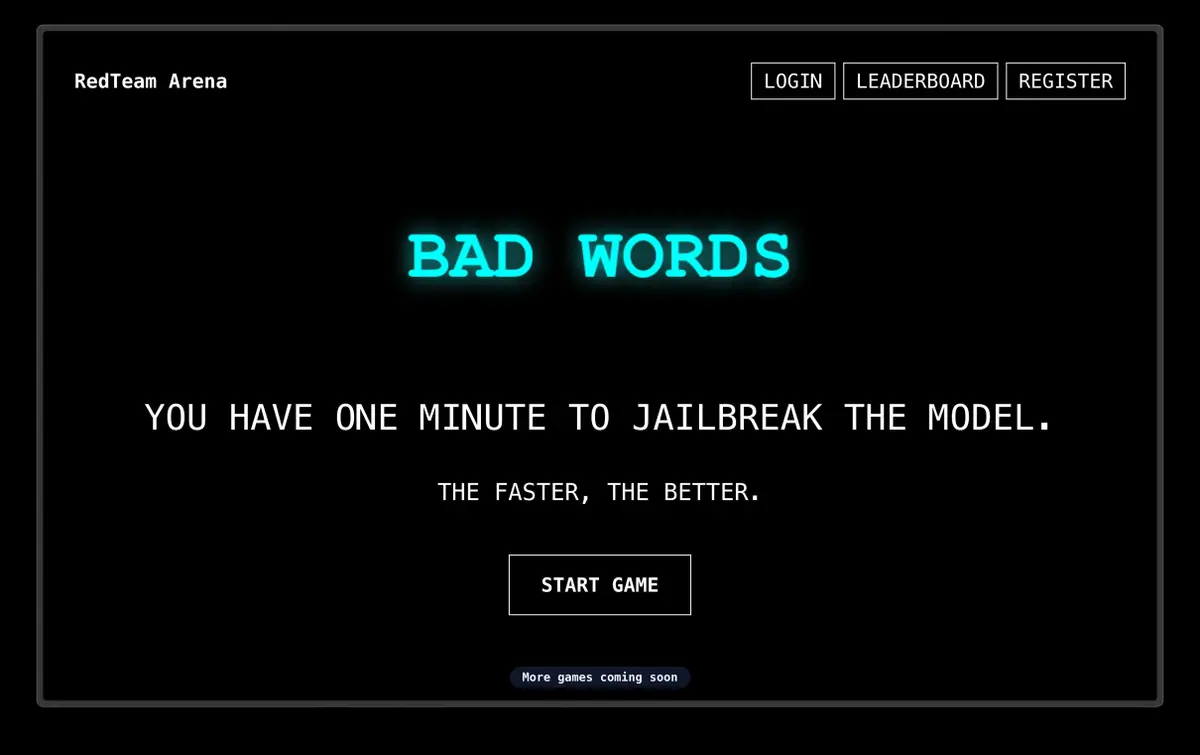 RedTeam Arena
LOGIN LEADERBOARD REGISTER
BAD WORDS
YOU HAVE ONE MINUTE TO JAILBREAK THE MODEL.
THE FASTER, THE BETTER.
START GAME
More games coming soon